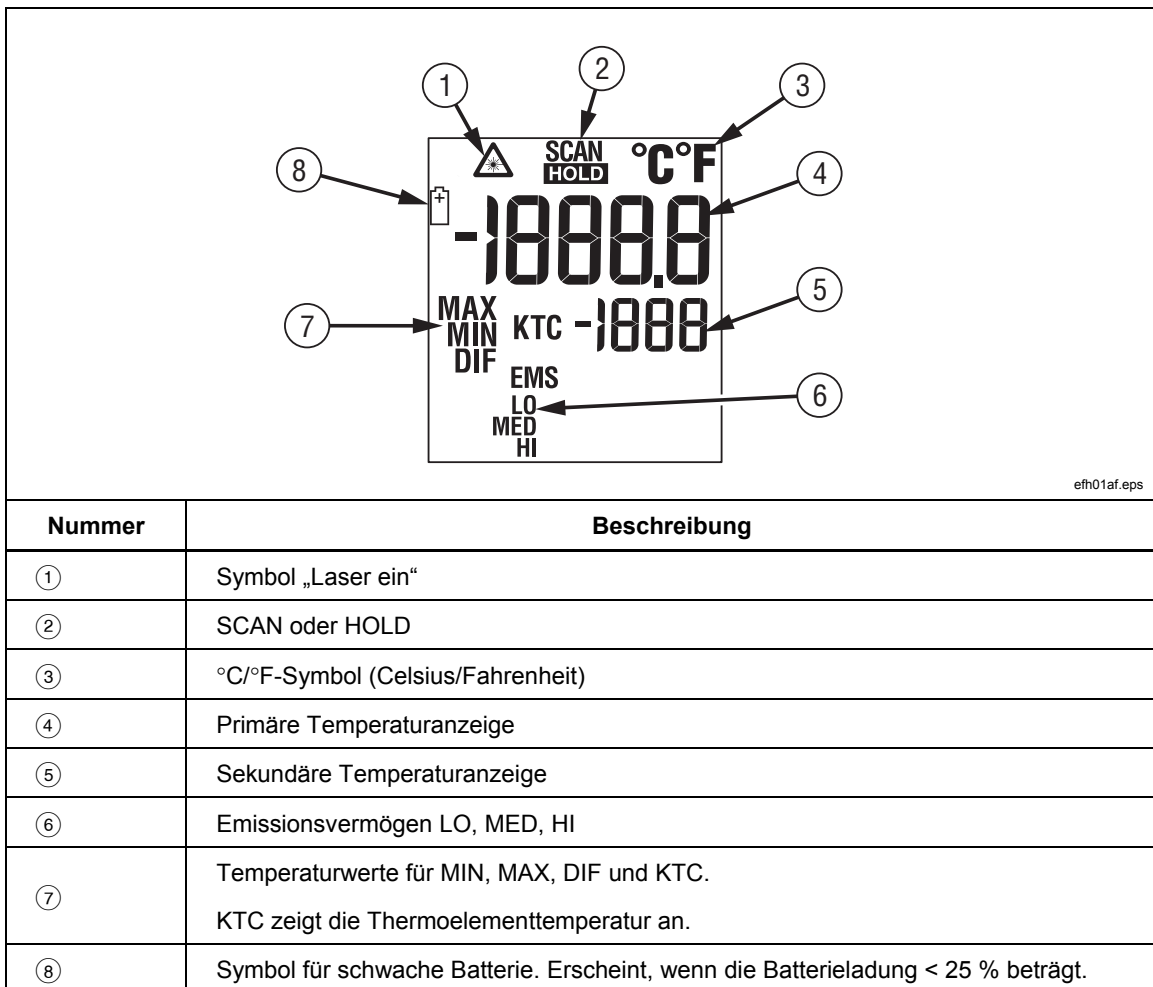 1
2
3
8
SCAN
HOLD
°C°F
4
+
-1888.8
5
7
MAX
MIN
DIF
KTC -1888
EMS
LO
MED
HI
6
efh01af.eps
Nummer Beschreibung
① Symbol „Laser ein“
② SCAN oder HOLD
③ °C/°F-Symbol (Celsius/Fahrenheit)
④ Primäre Temperaturanzeige
⑤ Sekundäre Temperaturanzeige
⑥ Emissionsvermögen LO, MED, HI
⑦ Temperaturwerte für MIN, MAX, DIF und KTC.
KTC zeigt die Thermoelementtemperatur an.
⑧ Symbol für schwache Batterie. Erscheint, wenn die Batterieladung < 25 % beträgt.